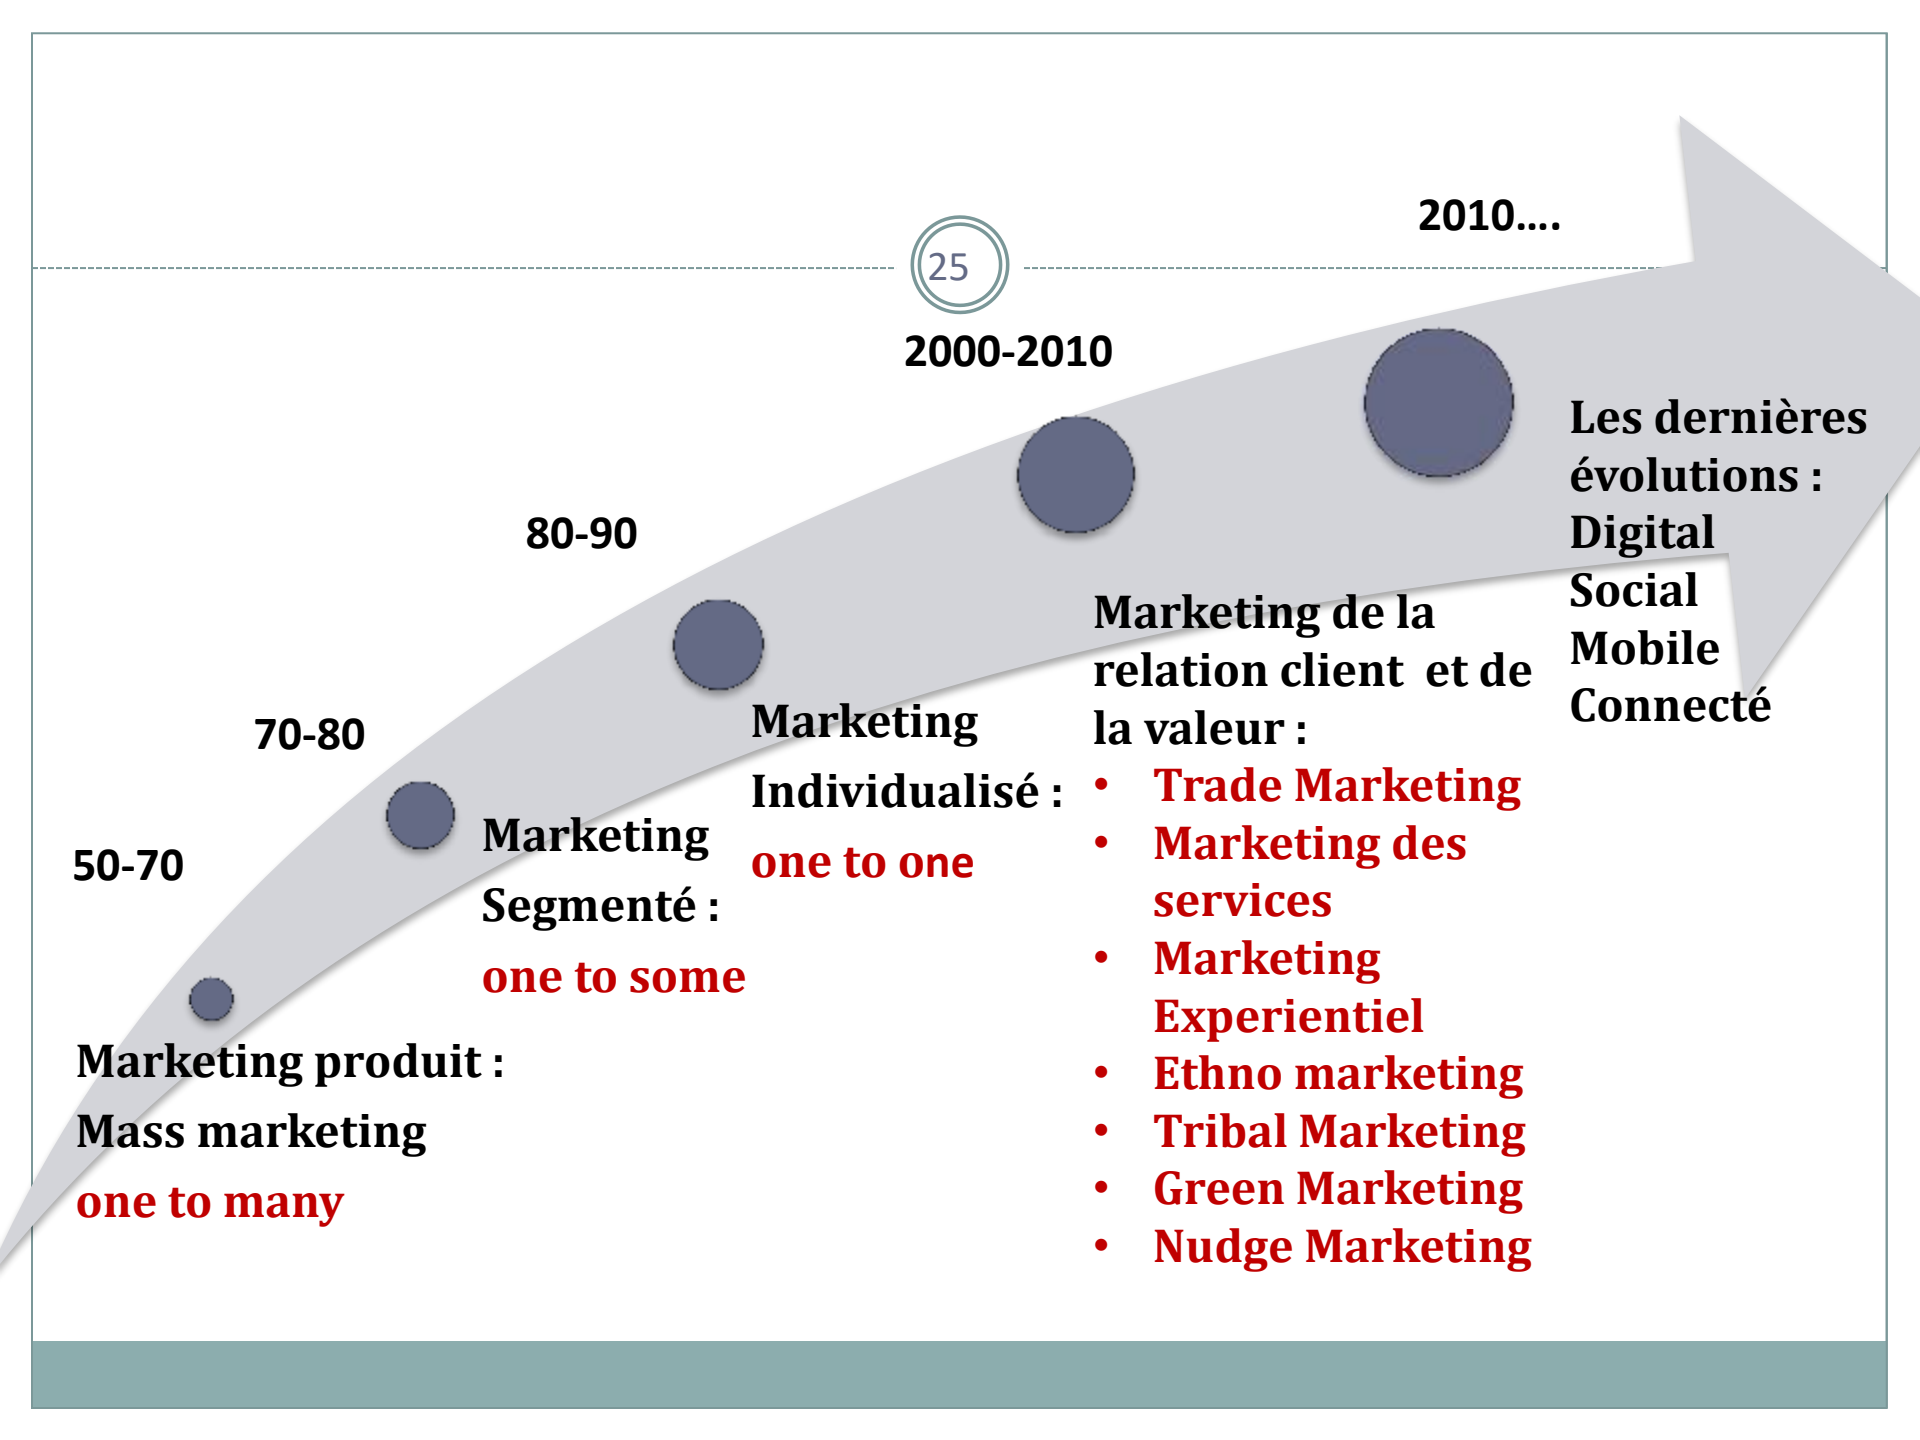 25
50-70
Marketing produit :
Mass marketing
one to many
70-80
Marketing
Segmenté :
one to some
80-90
Marketing
Individualisé :
one to one
2000-2010
Marketing de la
relation client et de
la valeur :
• Trade Marketing
• Marketing des
services
• Marketing
Experientiel
• Ethno marketing
• Tribal Marketing
• Green Marketing
• Nudge Marketing
2010....
Les dernières
évolutions :
Digital
Social
Mobile
Connecté